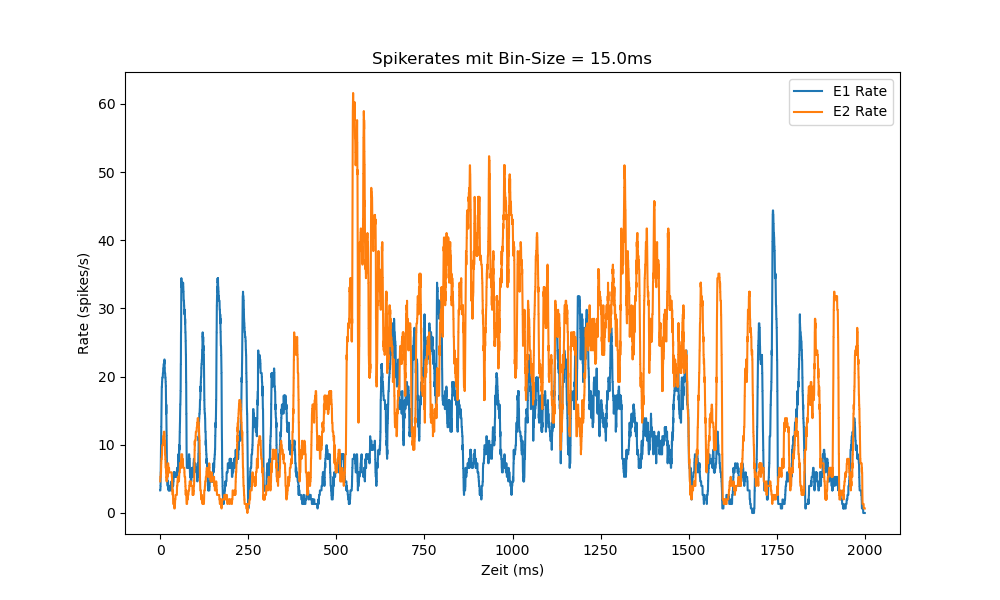 Spikerates mit Bin-Size = 15.0ms
E1 Rate
E2 Rate
Rate (spikes/s)
60
50
40
30
20
10
0
0 250 500 750 1000 1250 1500 1750 2000
Zeit (ms)